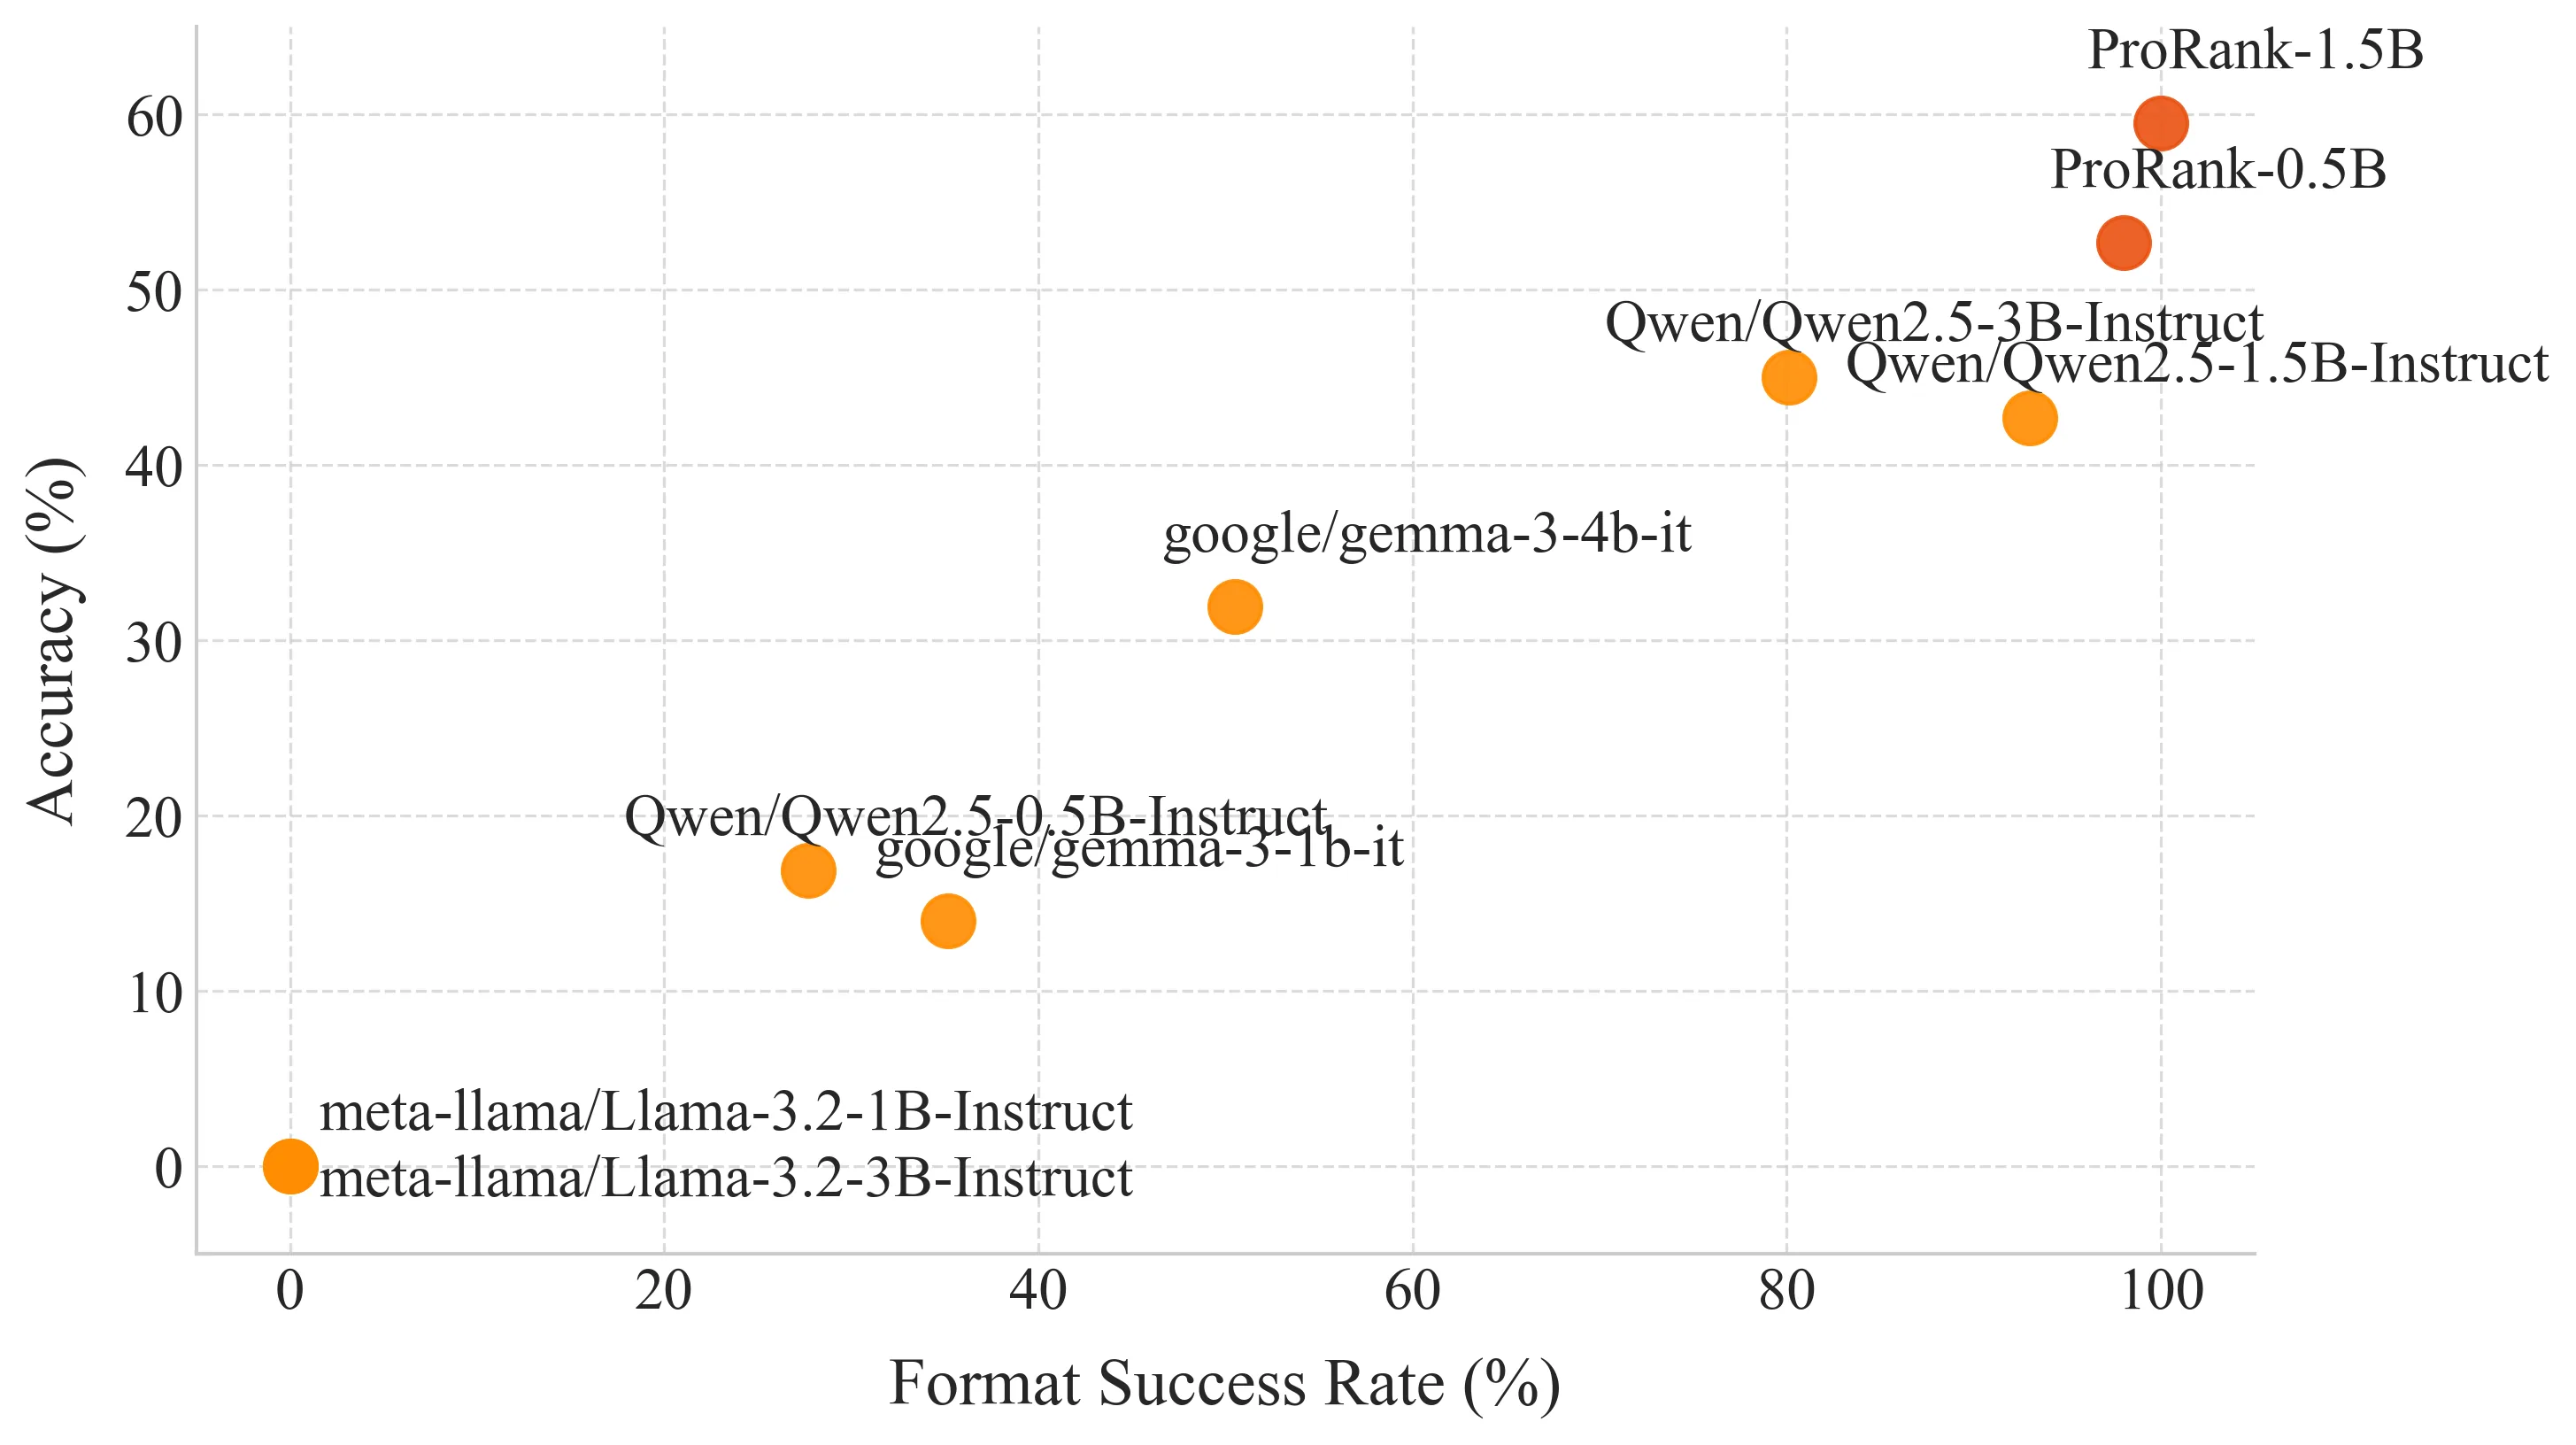 ProRank-1.5B
60
ProRank-0.5B
50
Qwen/Qwen2.5-3B-Instruct
Qwen/Qwen2.5-1.5B-Instruct
40
google/gemma-3-4b-it
Accuracy (%)
30
Qwen/Qwen2.5-0.5B-Instruct
20
google/gemma-3-1b-it
10
meta-llama/Llama-3.2-1B-Instruct
0
meta-llama/Llama-3.2-3B-Instruct
0 20 40 60 80 100
Format Success Rate (%)